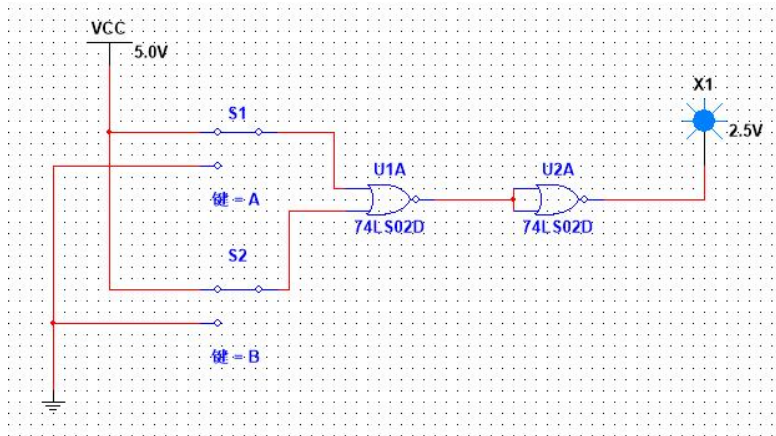 VCC
5.0V
X1
2.5V
S1
键 = A
U1A
74LS02D
U2A
74LS02D
S2
键 = B